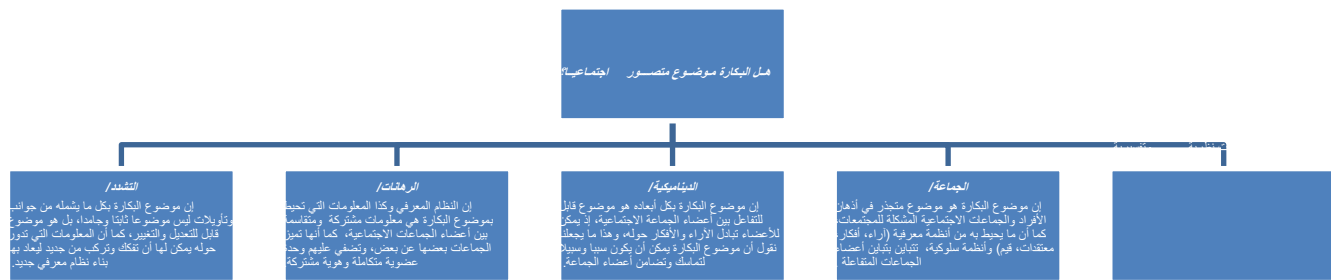 هـل البكارة مـوضـوع متصـــور اجتماعيـا؟
الجماعة/
إن موضوع البكارة هو موضوع متجذر في أذهان
الأفراد والجماعات الاجتماعية المشكلة للمجتمعات،
كما أن ما يحيط به من أنظمة معرفية (آراء، أفكار،
معتقدات، قيم) وأنظمة سلوكية، تتباين بتباين أعضاء
الجماعات المتفاعلة
الديناميكية/
إن موضوع البكارة بكل أبعاده هو موضوع قابل
للتفاعل بين أعضاء الجماعة الاجتماعية، إذ يمكن
للأعضاء تبادل الأراء والأفكار حوله، وهذا ما يجعلنا
نقول أن موضوع البكارة يمكن أن يكون سببا وسبيلا
لتماسك وتضامن أعضاء الجماعة.
الرهانات/
إن النظام المعرفي وكذا المعلومات التي تحيط
بموضوع البكارة هي معلومات مشتركة ومتقاسمة
بين أعضاء الجماعات الاجتماعية، كما أنها تميز
الجماعات بعضها عن بعض، وتضفي عليهم وحدة
عضوية متكاملة وهوية مشتركة.
التشدد/
إن موضوع البكارة بكل ما يشمله من جوانب
وتأويلات ليس موضوعا ثابتا وجامدا، بل هو موضوع
قابل للتعديل والتغيير، كما أن المعلومات التي تدور
حوله يمكن لها أن تفكك وتركب من جديد ليعاد بها
بناء نظام معرفي جديد.